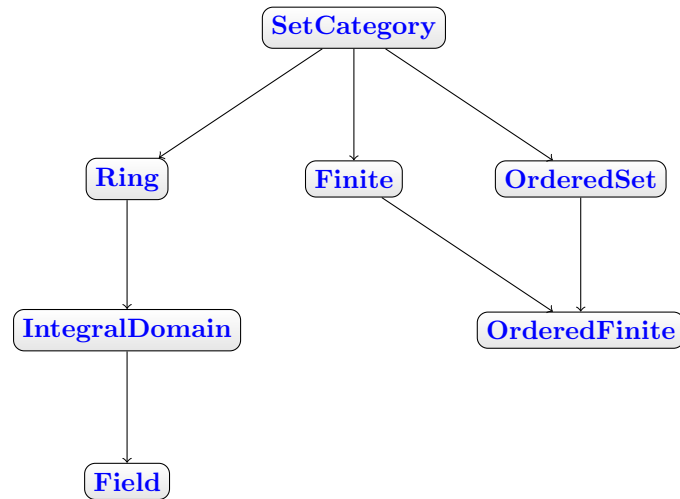 SetCategory
Ring
Finite
OrderedSet
IntegralDomain
OrderedFinite
Field